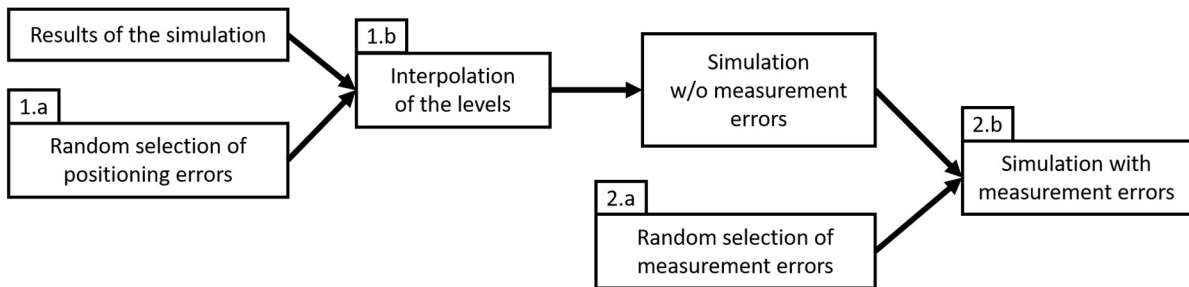 Results of the simulation
1.a
Random selection of
positioning errors
1.b
Interpolation
of the levels
Simulation
w/o measurement
errors
2.a
Random selection of
measurement errors
2.b
Simulation with
measurement errors